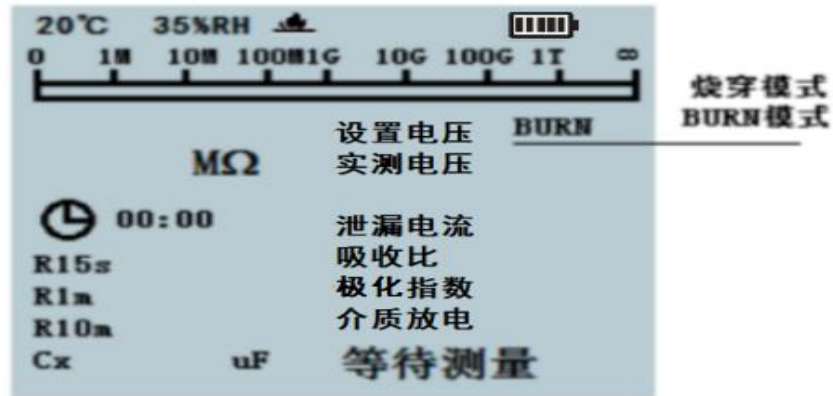 20℃ 35%RH
0 1M 10M 100M 1G 10G 100G 1T ∞
烧穿模式
BURN模式
设置电压 BURN
MΩ 实测电压
00:00 泄漏电流
R15s 吸收比
R1m 极化指数
R10m 介质放电
Cx uF 等待测量